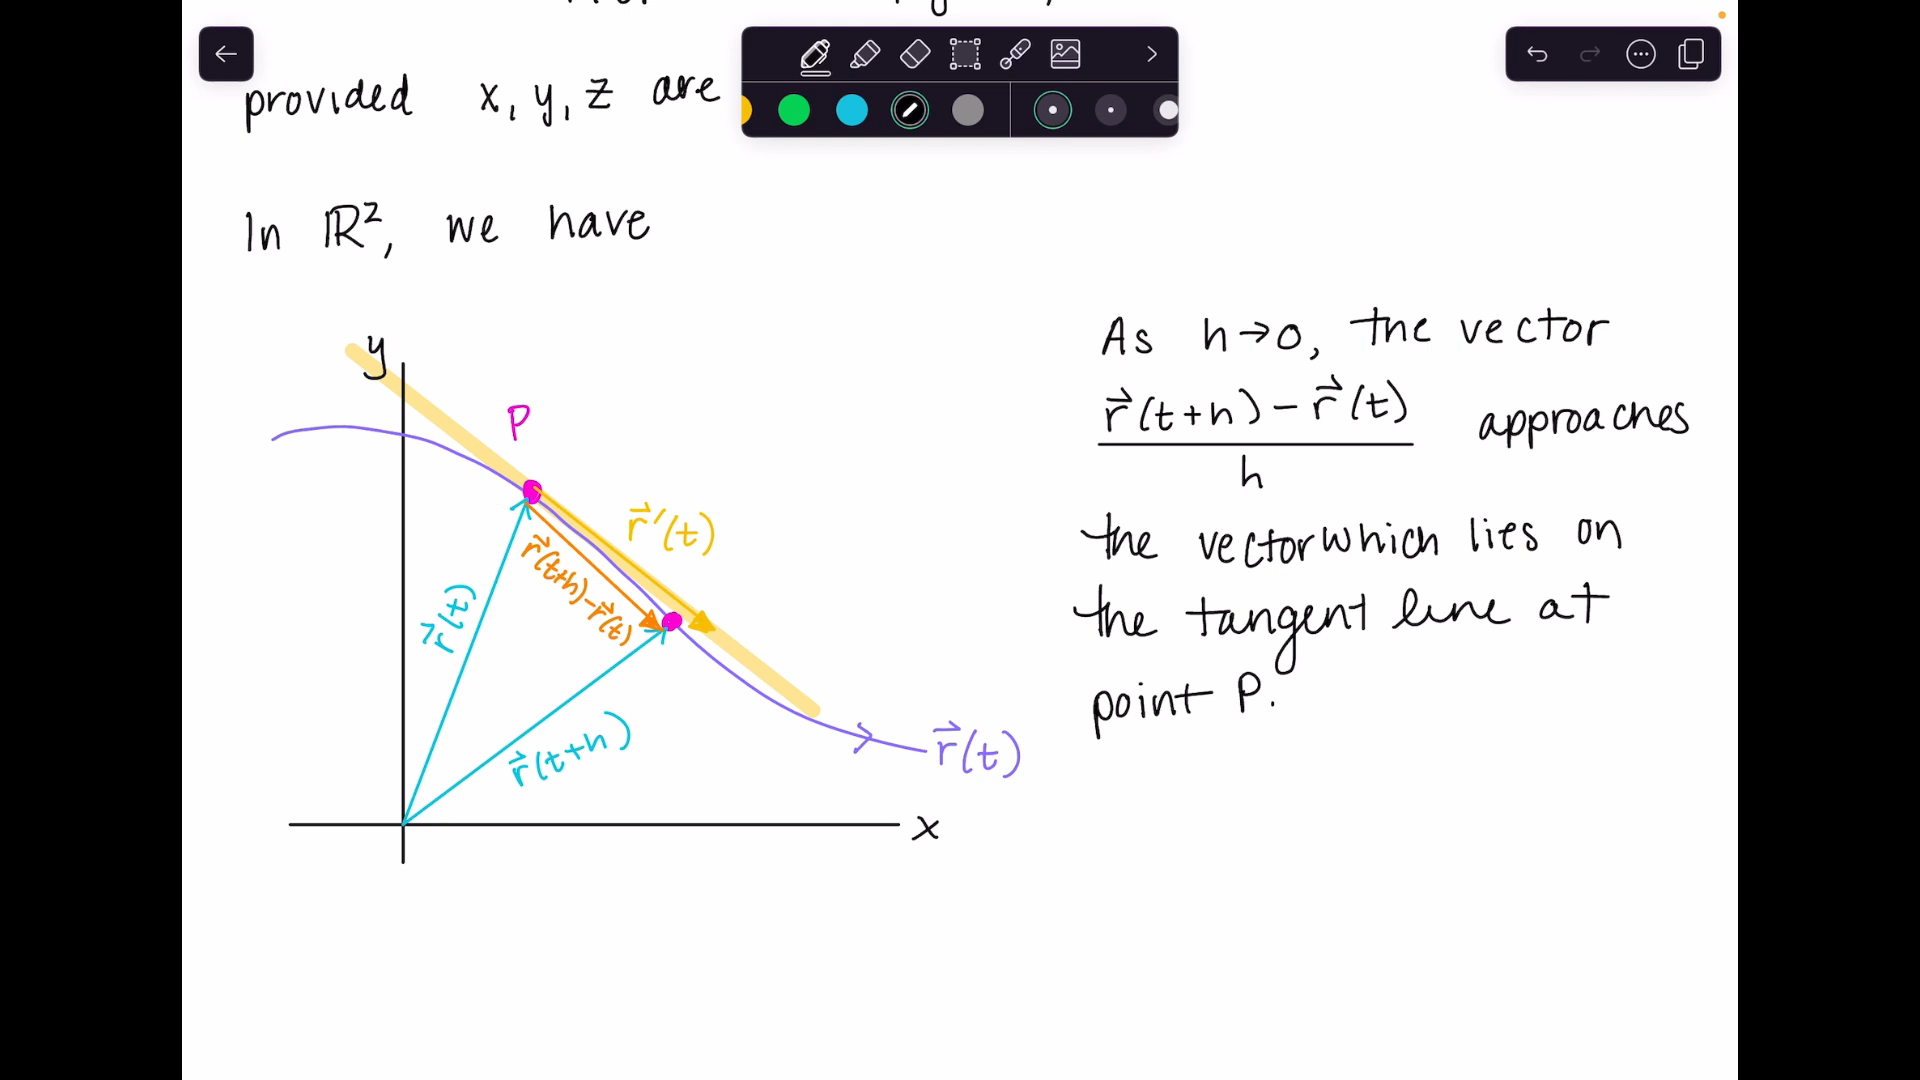 provided x, y, z are
In ℝ², we have
y
P
r⃗'(t)
r⃗(t+h)-r⃗(t)
r⃗(t)
r⃗(t+h)
r⃗(t)
x
As h→0, the vector
r⃗(t+h)-r⃗(t) approaches
h
the vector which lies on
the tangent line at
point P.